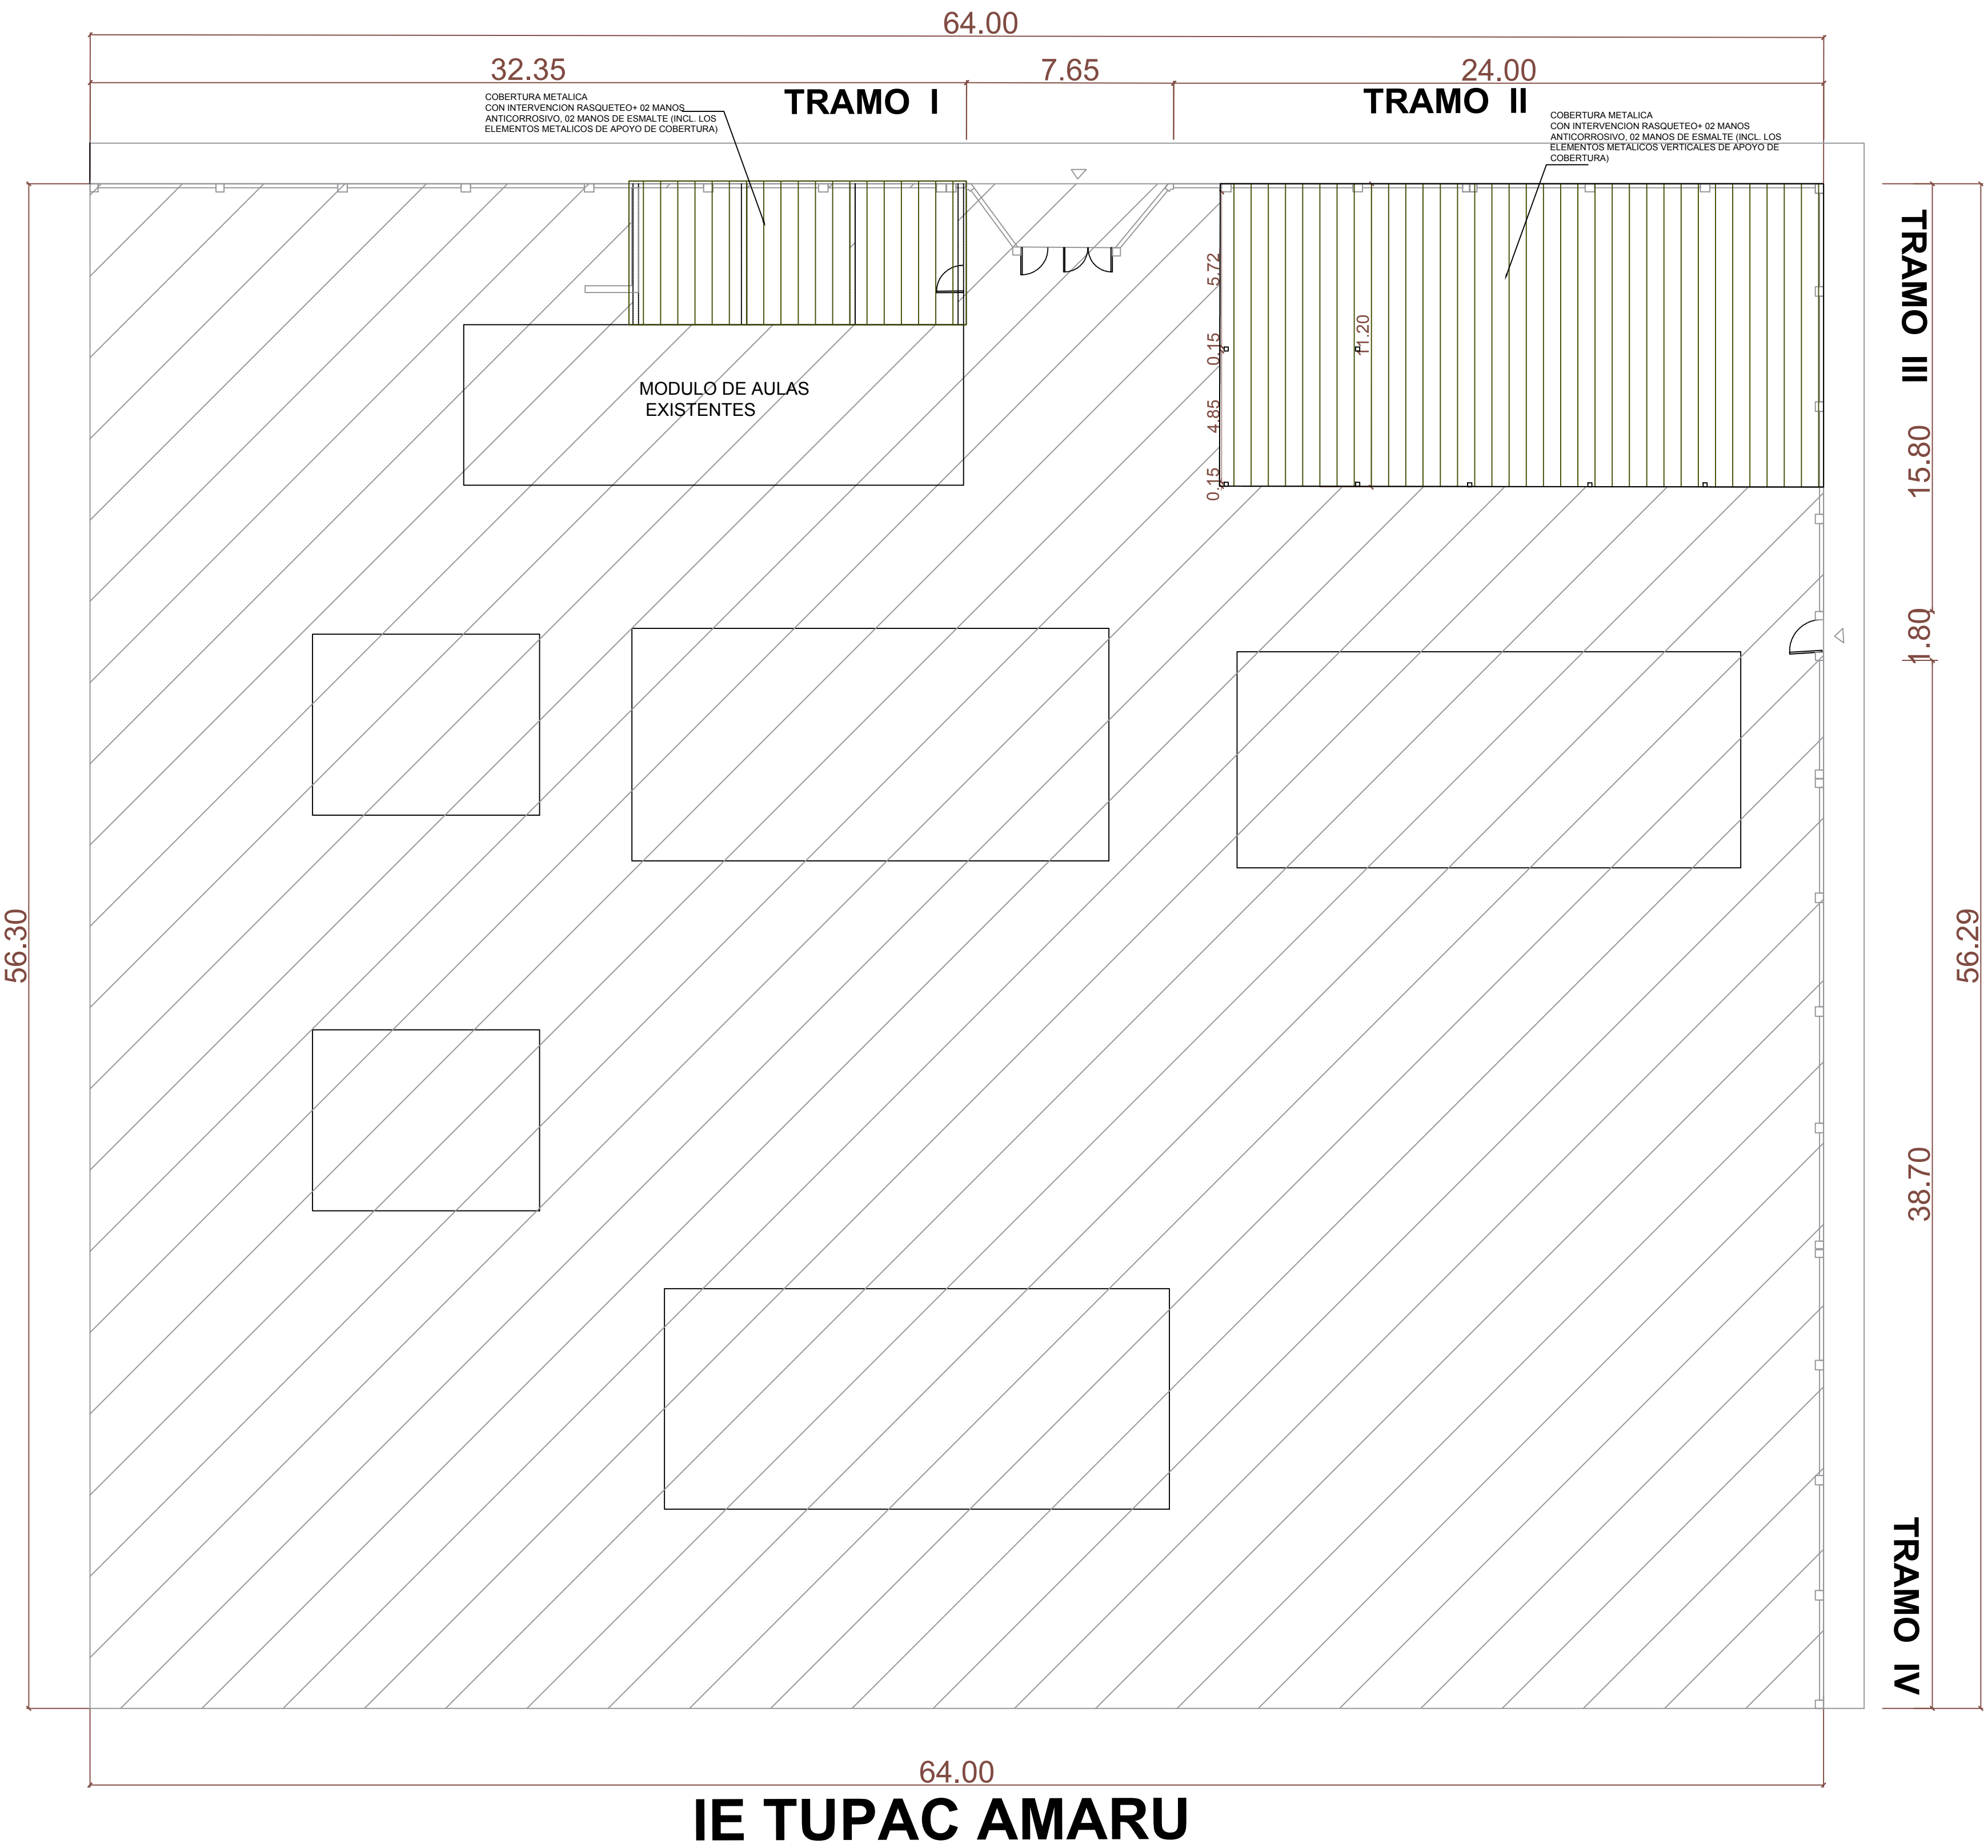 64.00
32.35
7.65
24.00
TRAMO I
TRAMO II
COBERTURA METALICA
CON INTERVENCION RASQUETEO+ 02 MANOS
ANTICORROSIVO, 02 MANOS DE ESMALTE (INCL. LOS
ELEMENTOS METALICOS DE APOYO DE COBERTURA)
COBERTURA METALICA
CON INTERVENCION RASQUETEO+ 02 MANOS
ANTICORROSIVO, 02 MANOS DE ESMALTE (INCL. LOS
ELEMENTOS METALICOS VERTICALES DE APOYO DE
COBERTURA)
TRAMO III
5.72
0.15
11.20
4.85
0.15
MODULO DE AULAS
EXISTENTES
15.80
1.80
56.30
56.29
38.70
TRAMO IV
64.00
IE TUPAC AMARU